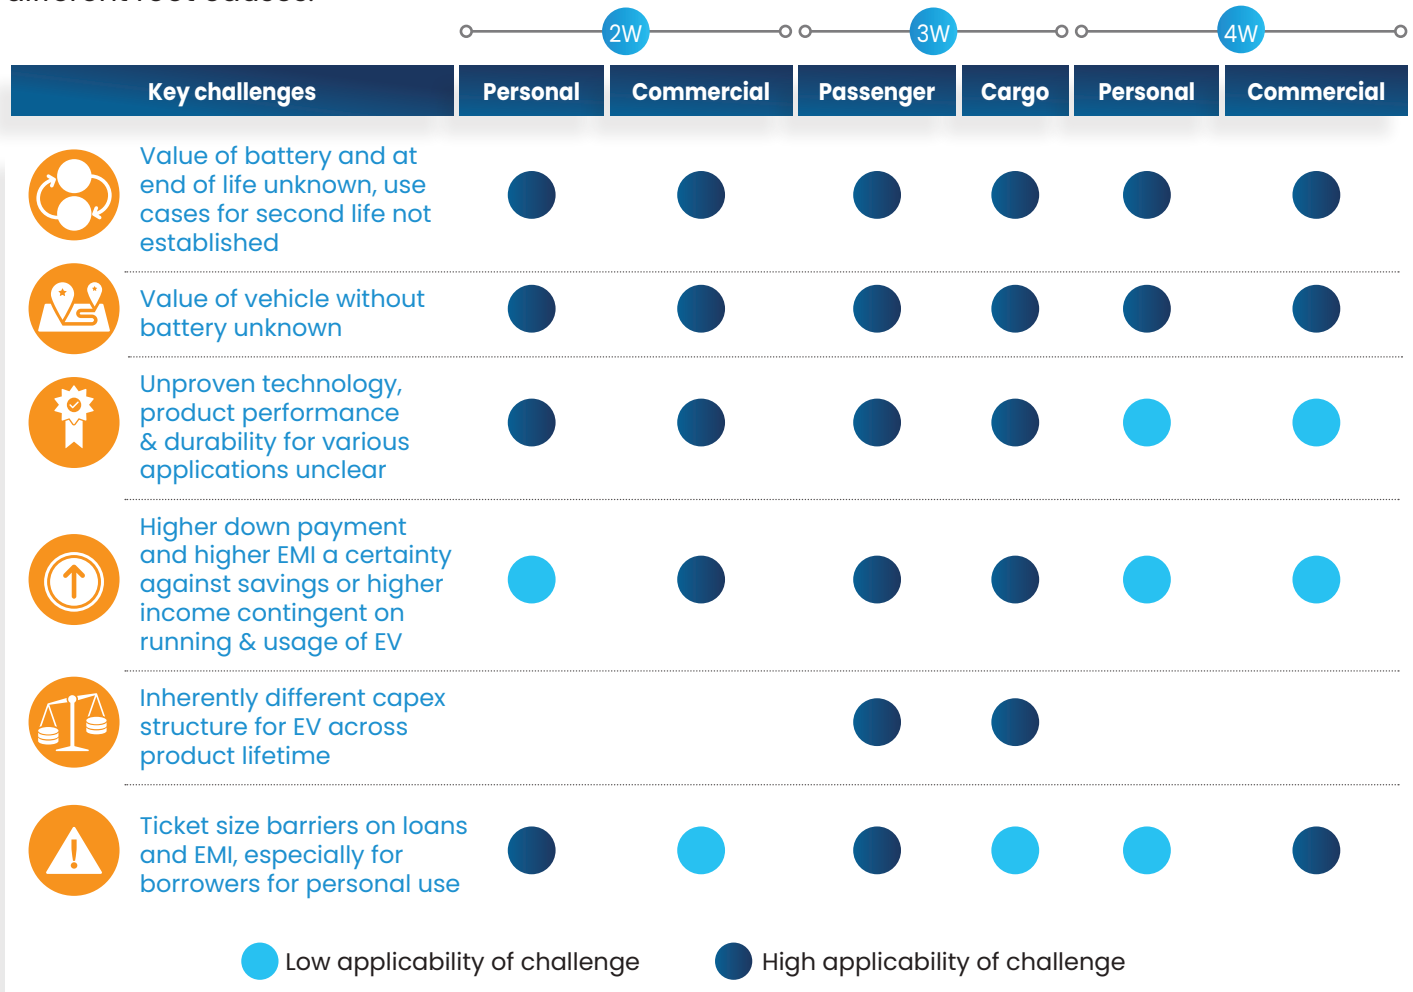 different root causes.
2W 3W 4W
Key challenges Personal Commercial Passenger Cargo Personal Commercial
Value of battery and at
end of life unknown, use
cases for second life not
established
Value of vehicle without
battery unknown
Unproven technology,
product performance
& durability for various
applications unclear
Higher down payment
and higher EMI a certainty
against savings or higher
income contingent on
running & usage of EV
Inherently different capex
structure for EV across
product lifetime
Ticket size barriers on loans
and EMI, especially for
borrowers for personal use
Low applicability of challenge High applicability of challenge